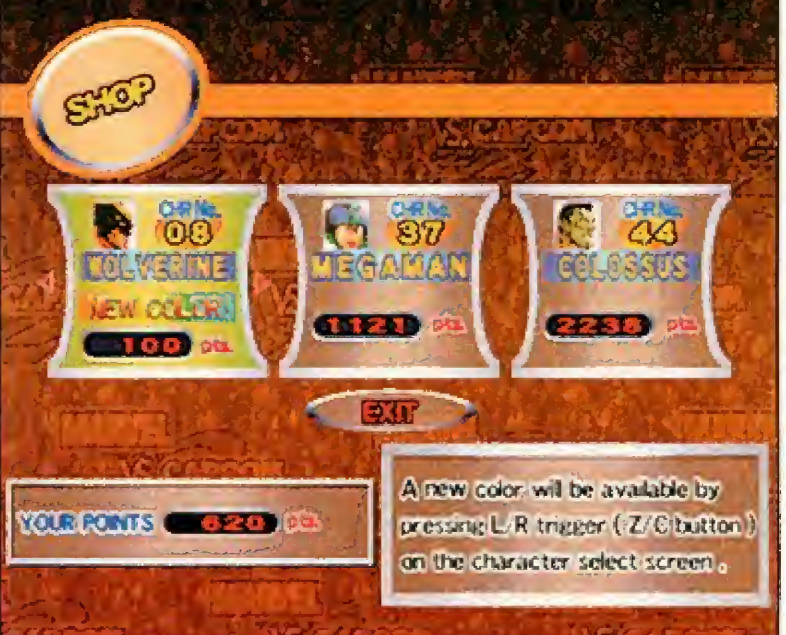 SHOP
VS. CAPCOM
CHR No.
08
WOLVERINE
NEW COLOR
100 pts.
CHR No.
37
MEGAMAN
1121 pts.
CHR No.
44
COLOSSUS
2238 pts.
EXIT
YOUR POINTS 620 pts.
A new color will be available by
pressing L/R trigger ( Z/C button )
on the character select screen.